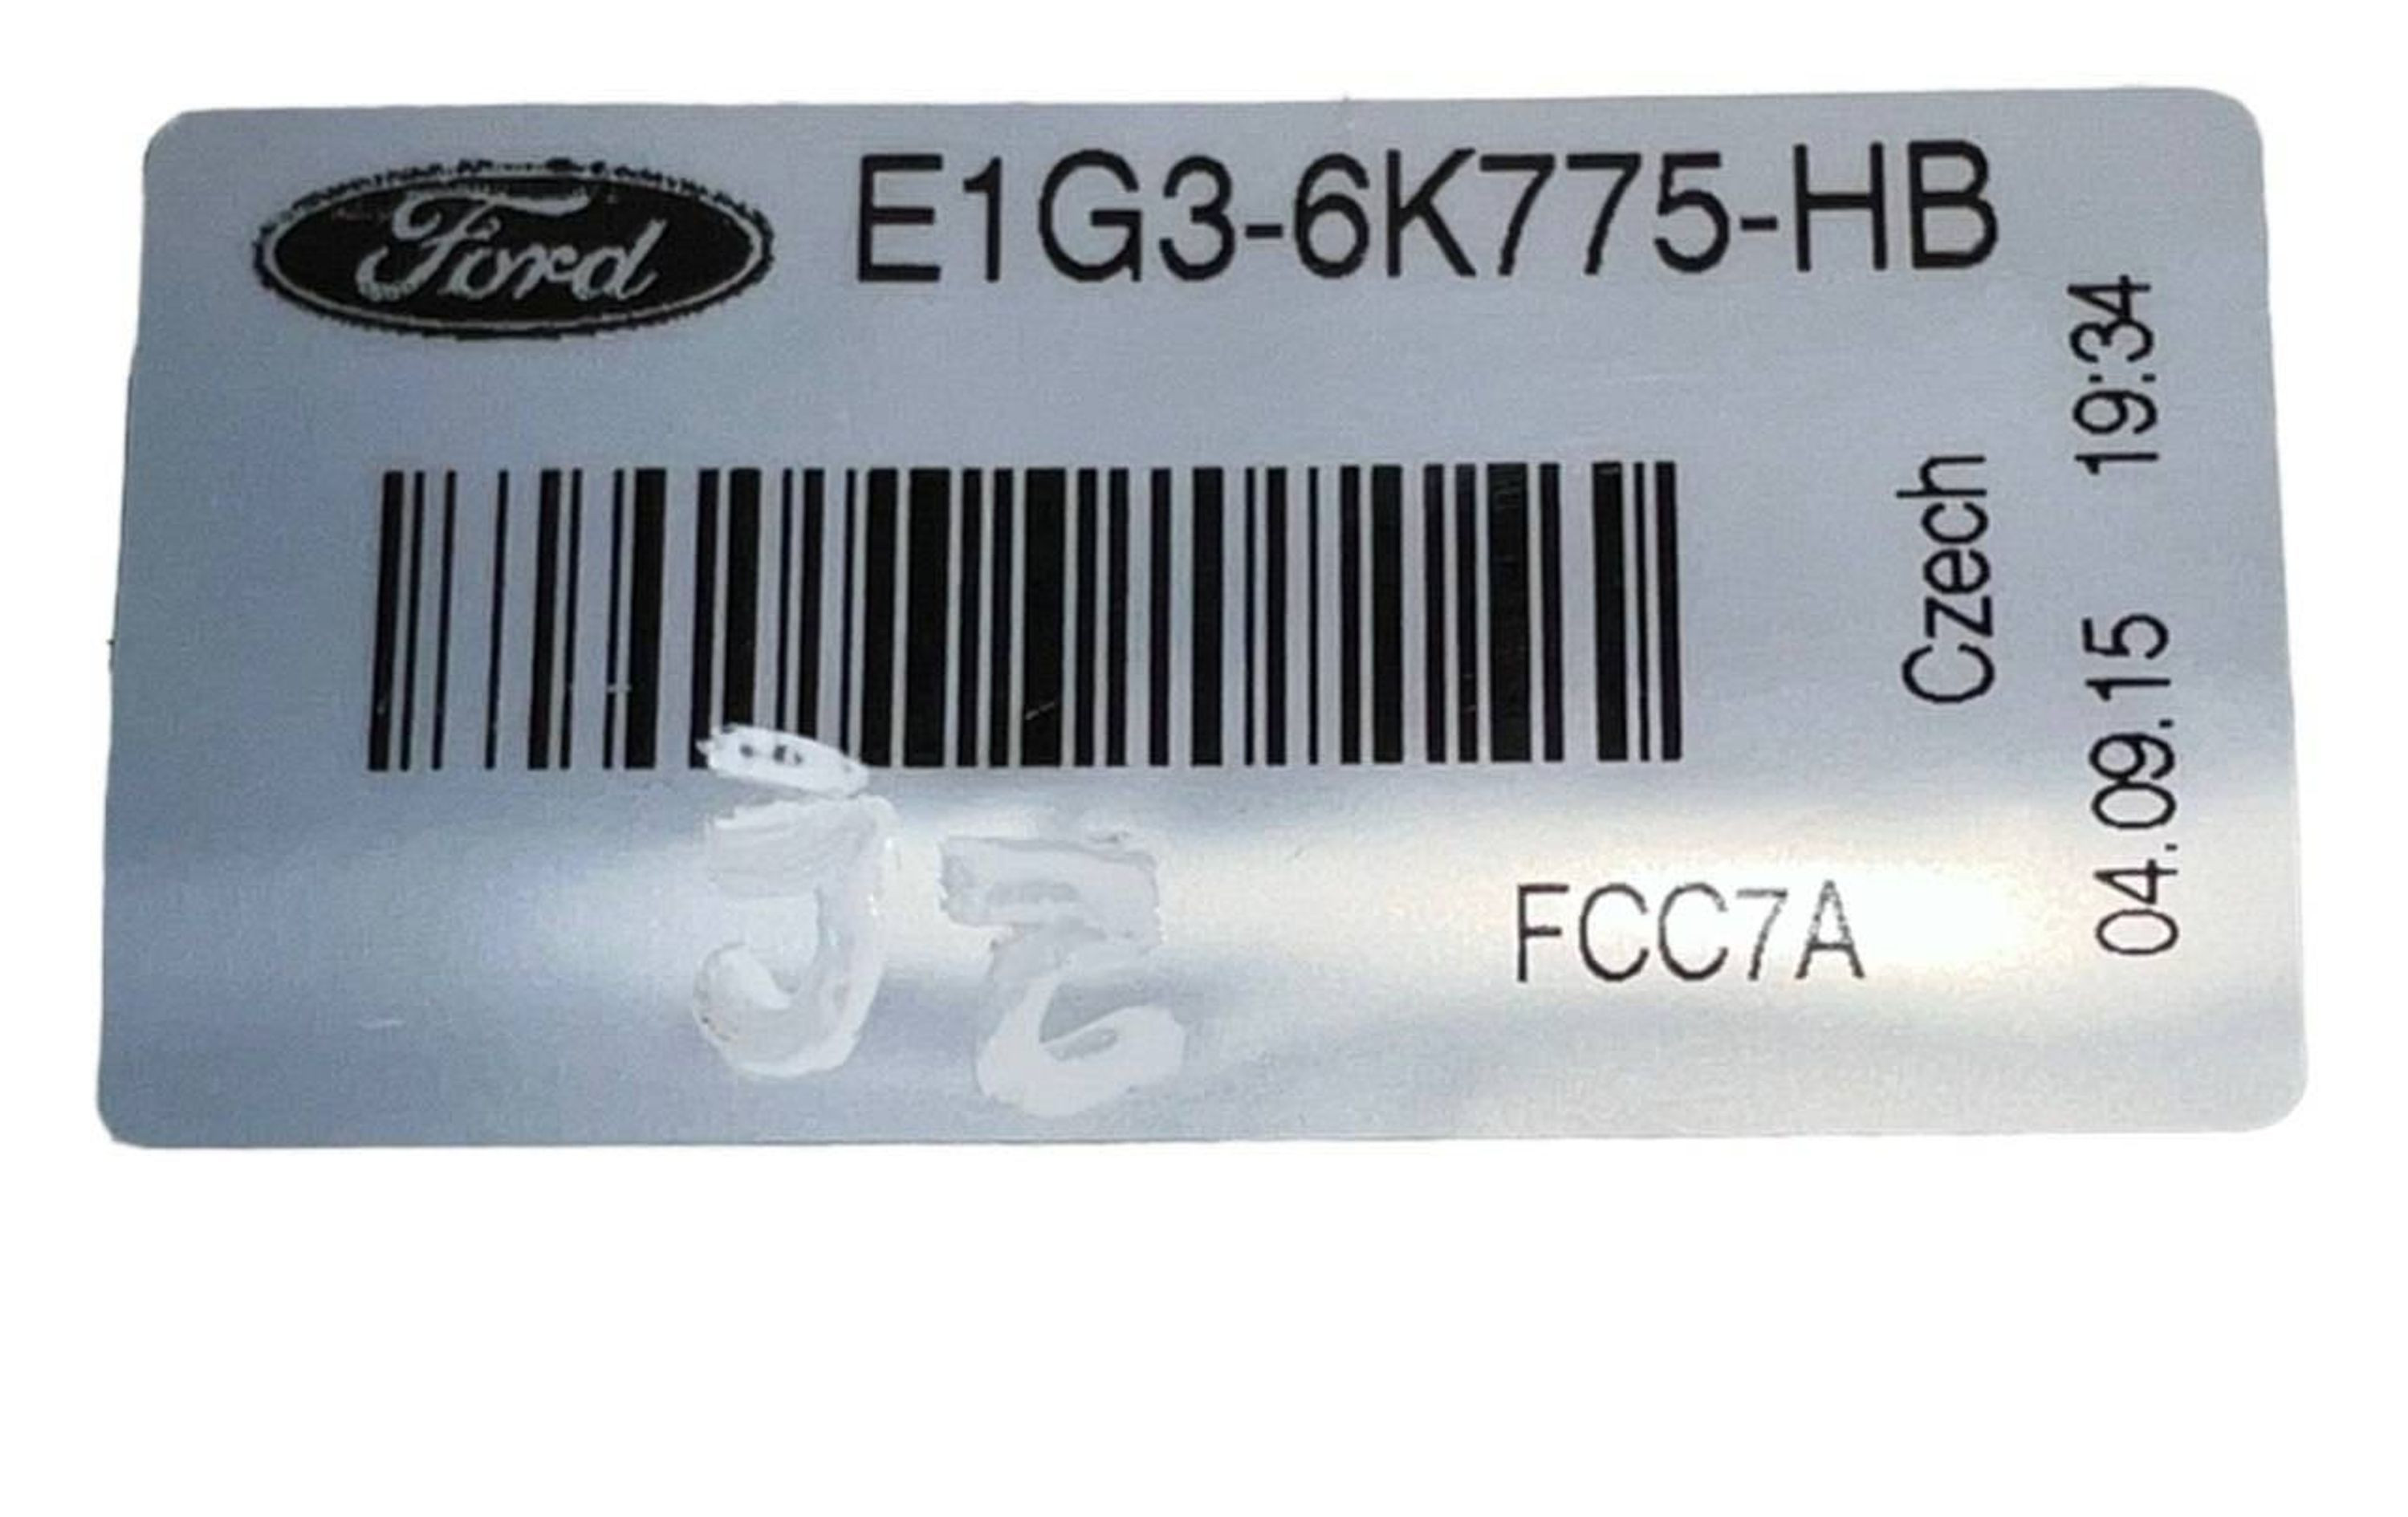 Ford E1G3-6K775-HB
Czech
04.09.15 19:34
FCC7A